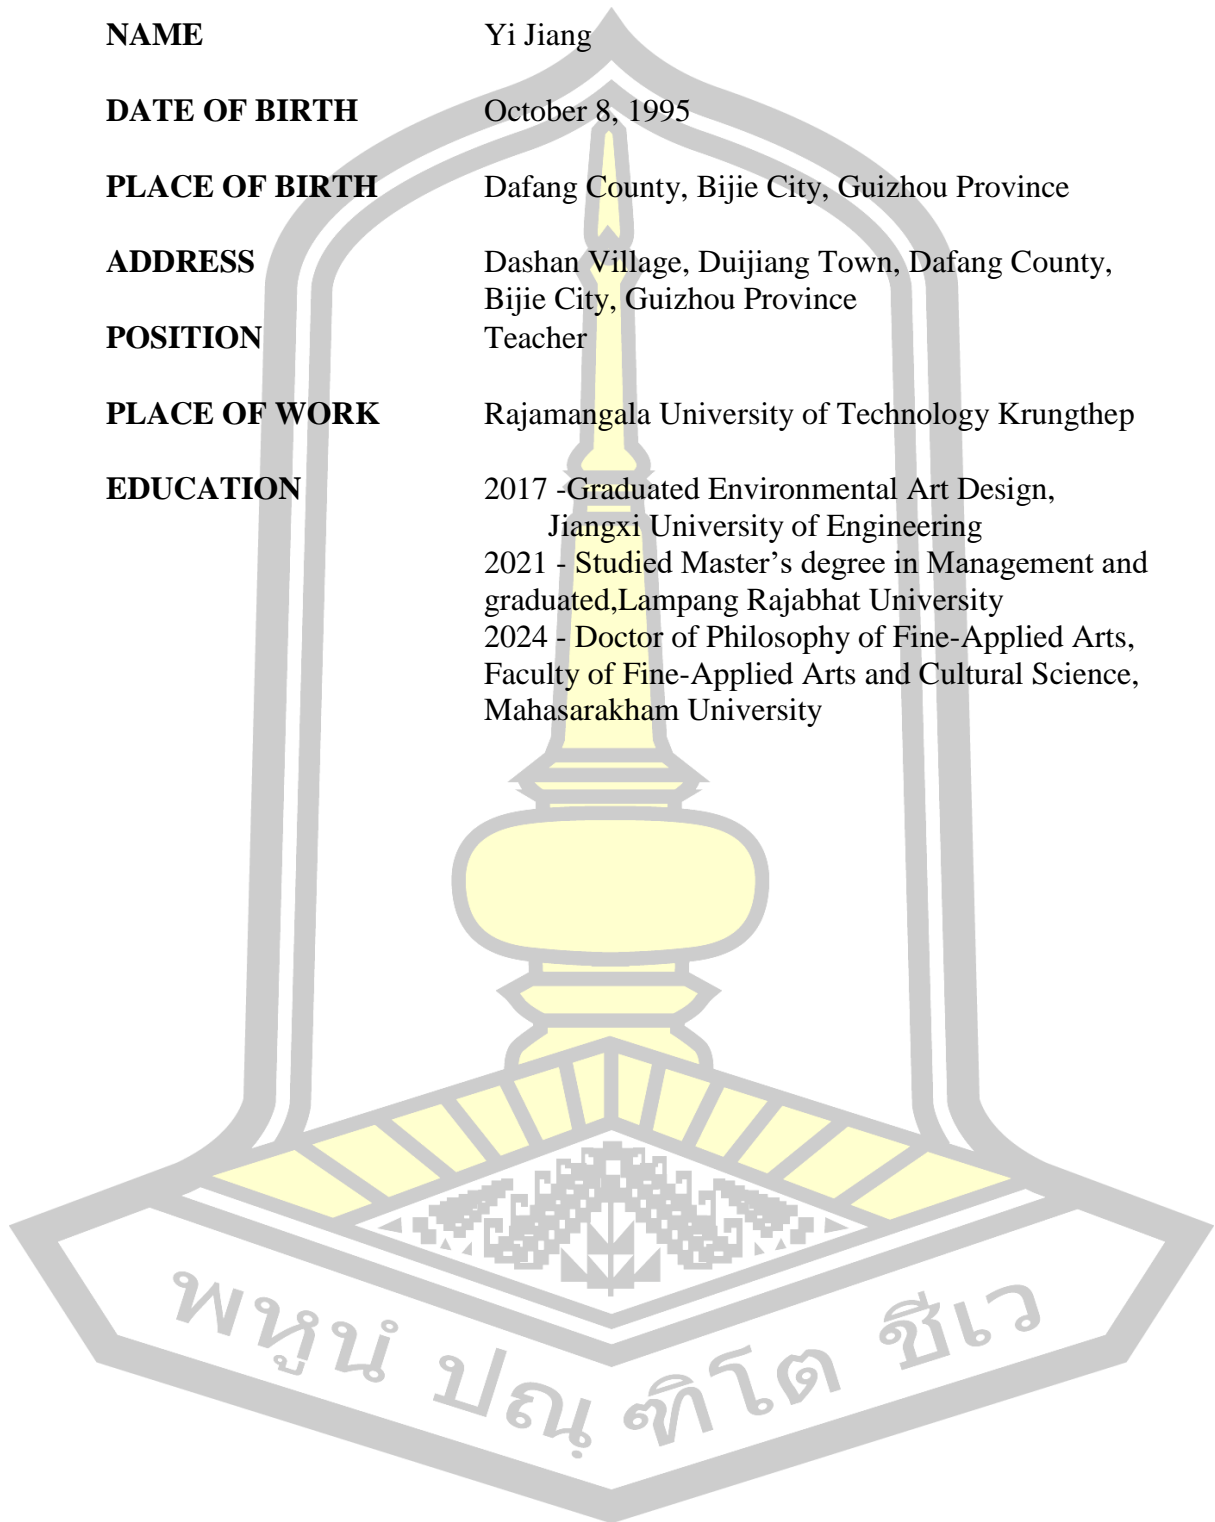 NAME Yi Jiang
DATE OF BIRTH October 8, 1995
PLACE OF BIRTH Dafang County, Bijie City, Guizhou Province
ADDRESS Dashan Village, Duijiang Town, Dafang County,
Bijie City, Guizhou Province
POSITION Teacher
PLACE OF WORK Rajamangala University of Technology Krungthep
EDUCATION 2017 -Graduated Environmental Art Design,
Jiangxi University of Engineering
2021 - Studied Master’s degree in Management and
graduated,Lampang Rajabhat University
2024 - Doctor of Philosophy of Fine-Applied Arts,
Faculty of Fine-Applied Arts and Cultural Science,
Mahasarakham University
พหูนํ ปณฺ ฑิโต ชีเว